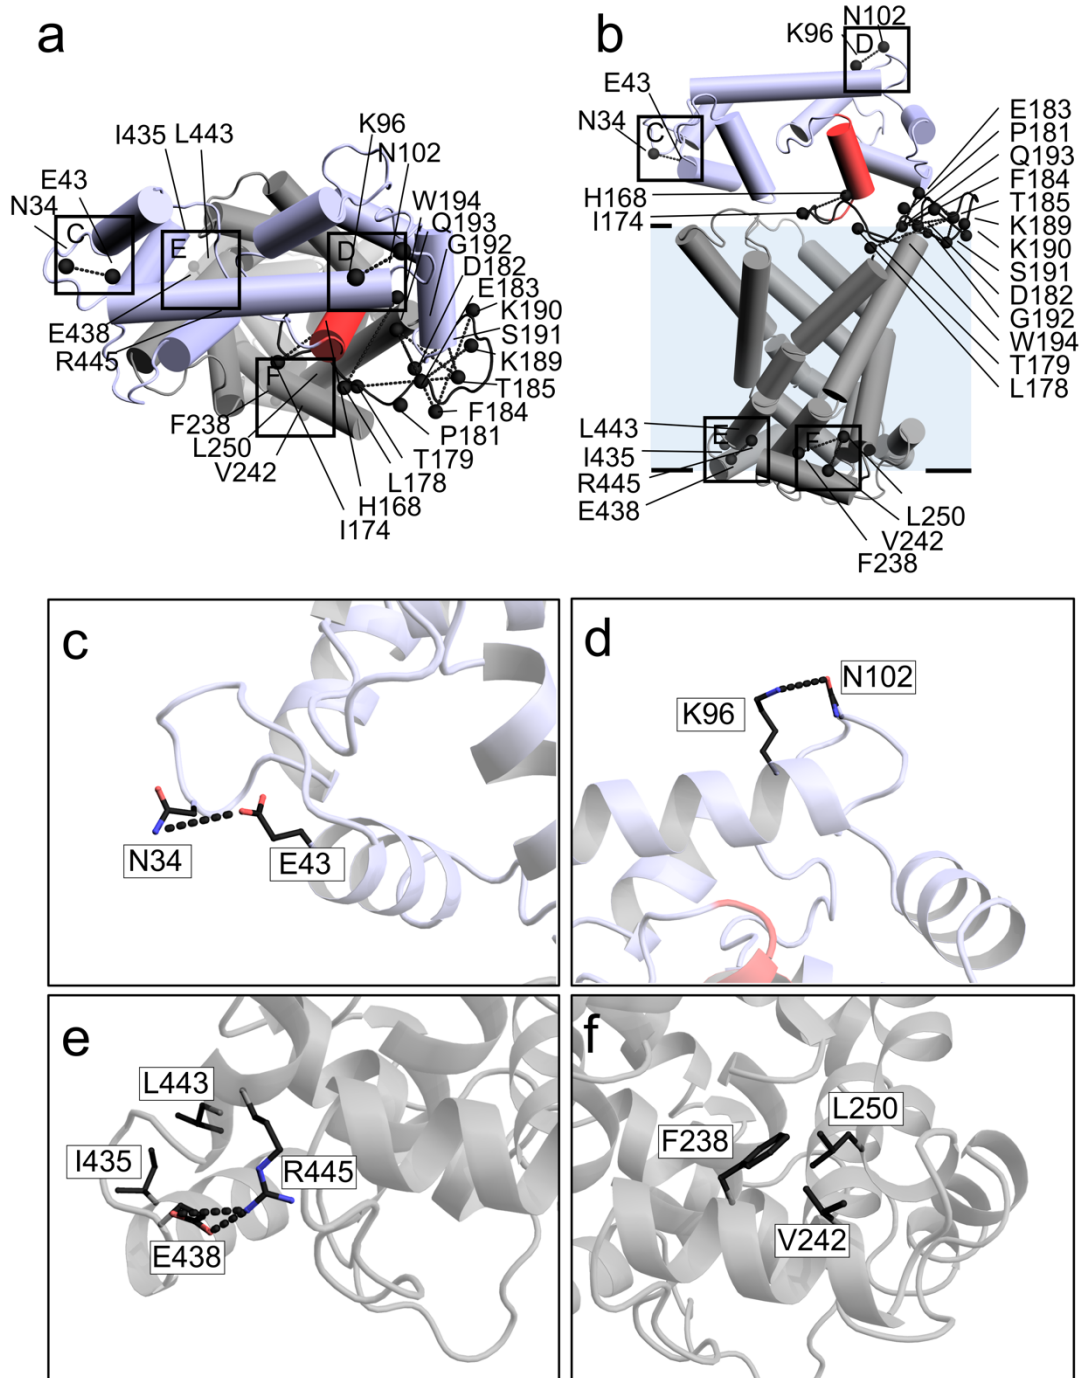 a
I435 L443
K96
N102
E43
W194
N34
Q193
C
G192
E
D
D182
E183
K190
S191
E438
K189
R445
F
T185
F238
F184
L250
P181
V242
T179
L178
H168
I174
b
N102
K96
D
E43
E183
N34
P181
C
Q193
F184
T185
H168
K189
I174
K190
S191
D182
G192
W194
T179
L178
L443
E
F
I435
R445
E438
L250
V242
F238
c
N34
E43
d
N102
K96
e
L443
I435
R445
E438
f
L250
F238
V242